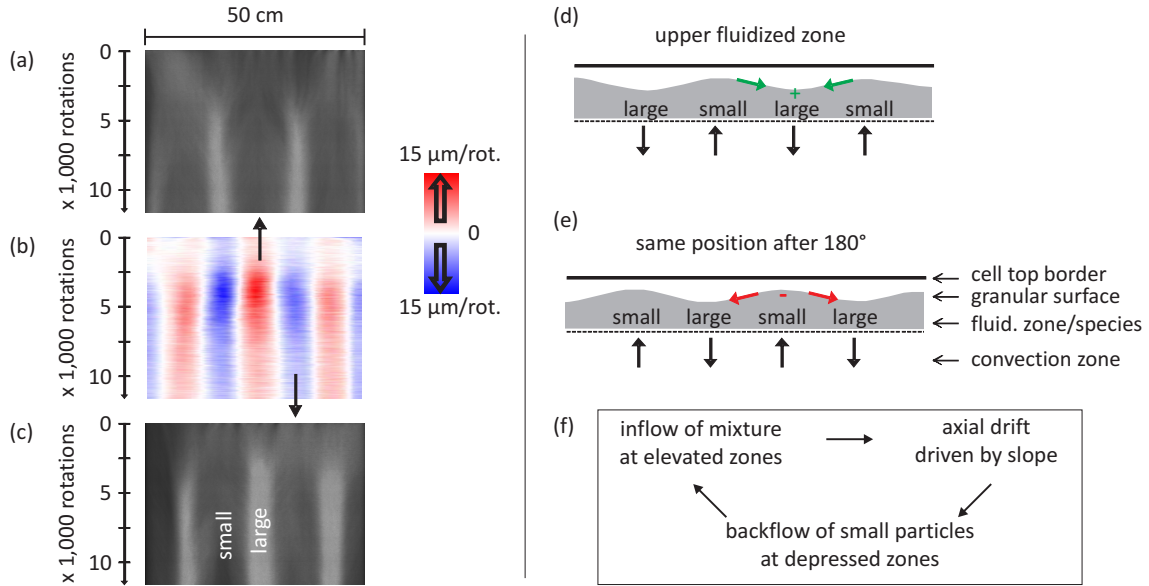 50 cm
(a)
0
5
10
x 1,000 rotations
(b)
0
5
10
x 1,000 rotations
15 µm/rot.
0
15 µm/rot.
(c)
0
5
10
x 1,000 rotations
small
large
(d)
upper fluidized zone
+
large small large small
(e)
same position after 180°
-
small large small large
cell top border
granular surface
fluid. zone/species
convection zone
(f)
inflow of mixture
at elevated zones
axial drift
driven by slope
backflow of small particles
at depressed zones